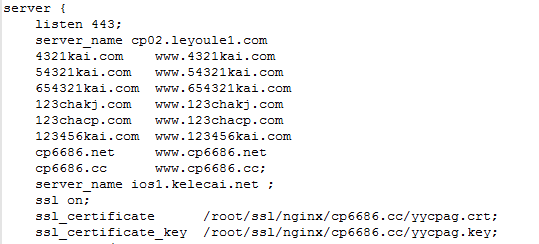 server {
listen 443;
server_name cp02.leyoule1.com
4321kai.com www.4321kai.com
54321kai.com www.54321kai.com
654321kai.com www.654321kai.com
123chakj.com www.123chakj.com
123chacp.com www.123chacp.com
123456kai.com www.123456kai.com
cp6686.net www.cp6686.net
cp6686.cc www.cp6686.cc;
server_name ios1.kelecai.net ;
ssl on;
ssl_certificate /root/ssl/nginx/cp6686.cc/yycpag.crt;
ssl_certificate_key /root/ssl/nginx/cp6686.cc/yycpag.key;